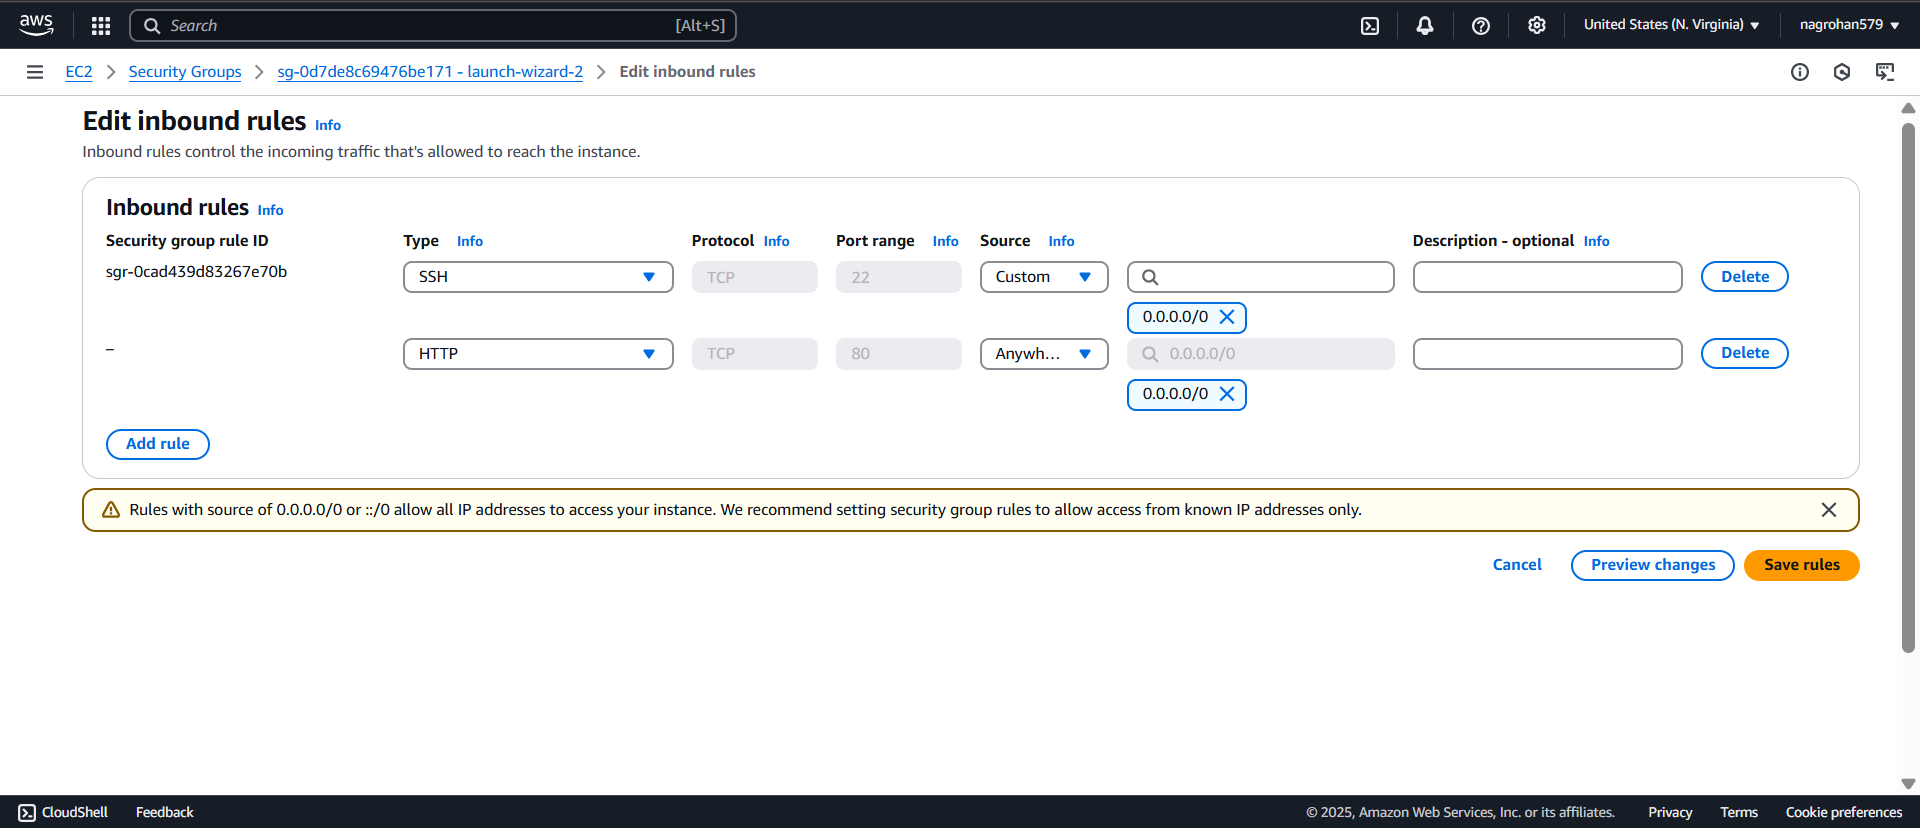 aws
Search [Alt+S]
United States (N. Virginia)
nagrohan579
EC2
Security Groups
sg-0d7de8c69476be171 - launch-wizard-2
Edit inbound rules
Edit inbound rules Info
Inbound rules control the incoming traffic that's allowed to reach the instance.
Inbound rules Info
Security group rule ID Type Info Protocol Info Port range Info Source Info Description - optional Info
sgr-0cad439d83267e70b SSH TCP 22 Custom Delete
0.0.0.0/0
– HTTP TCP 80 Anywh... 0.0.0.0/0 Delete
0.0.0.0/0
Add rule
Rules with source of 0.0.0.0/0 or ::/0 allow all IP addresses to access your instance. We recommend setting security group rules to allow access from known IP addresses only.
Cancel Preview changes Save rules
CloudShell Feedback © 2025, Amazon Web Services, Inc. or its affiliates. Privacy Terms Cookie preferences